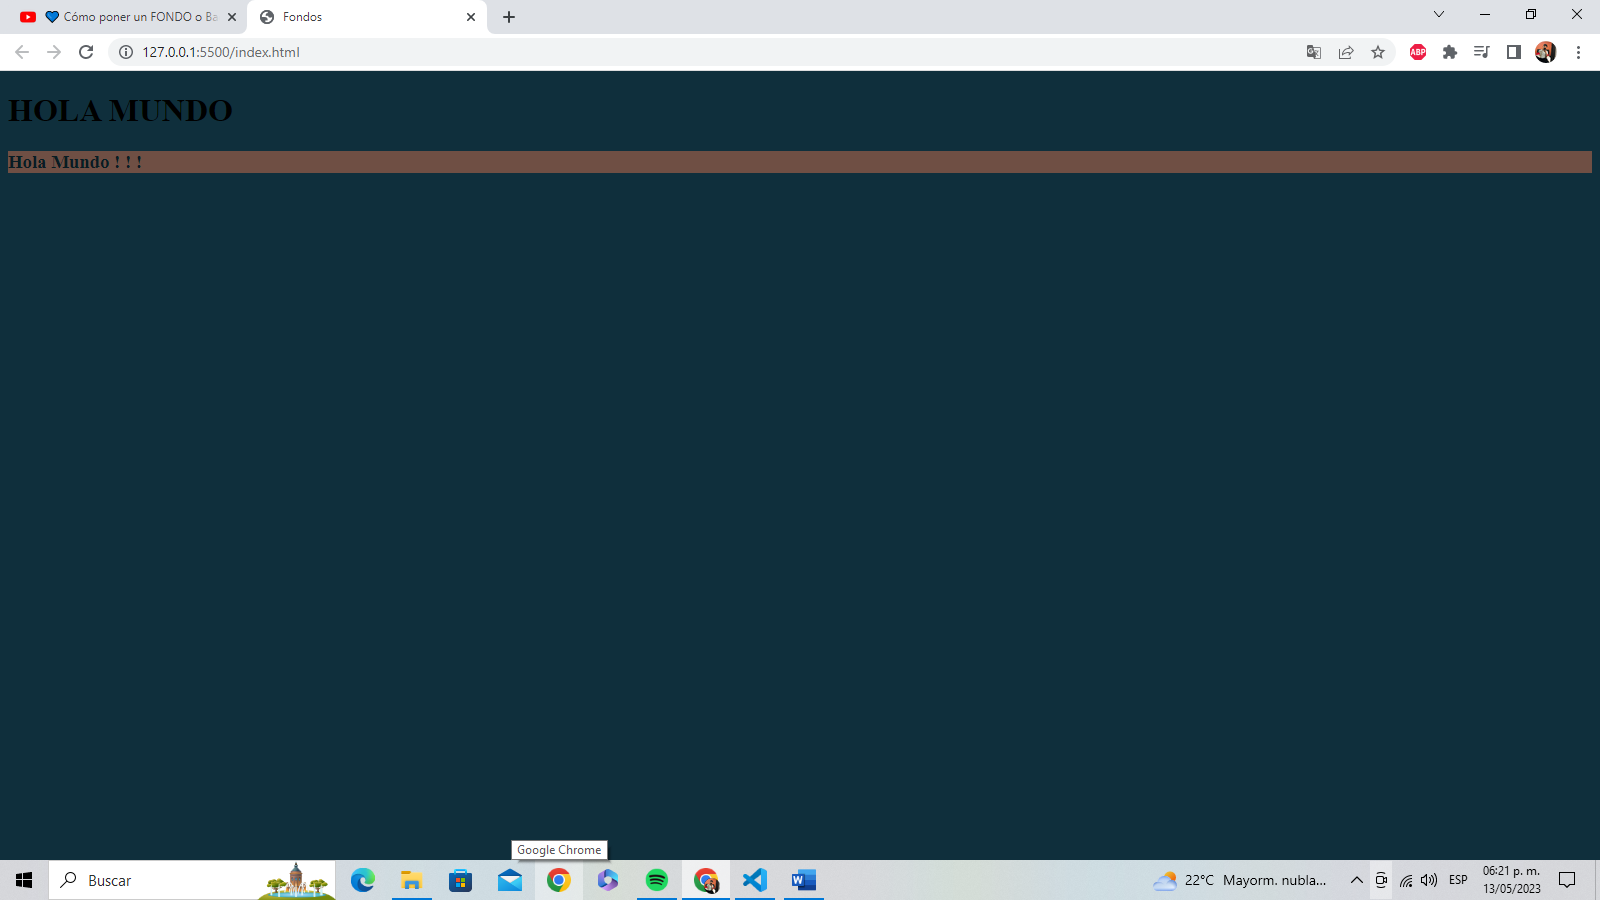 Cómo poner un FONDO o Ba
Fondos
127.0.0.1:5500/index.html
ABP
HOLA MUNDO
Hola Mundo ! ! !
Google Chrome
Buscar
22°C Mayorm. nubla...
ESP
06:21 p. m.
13/05/2023